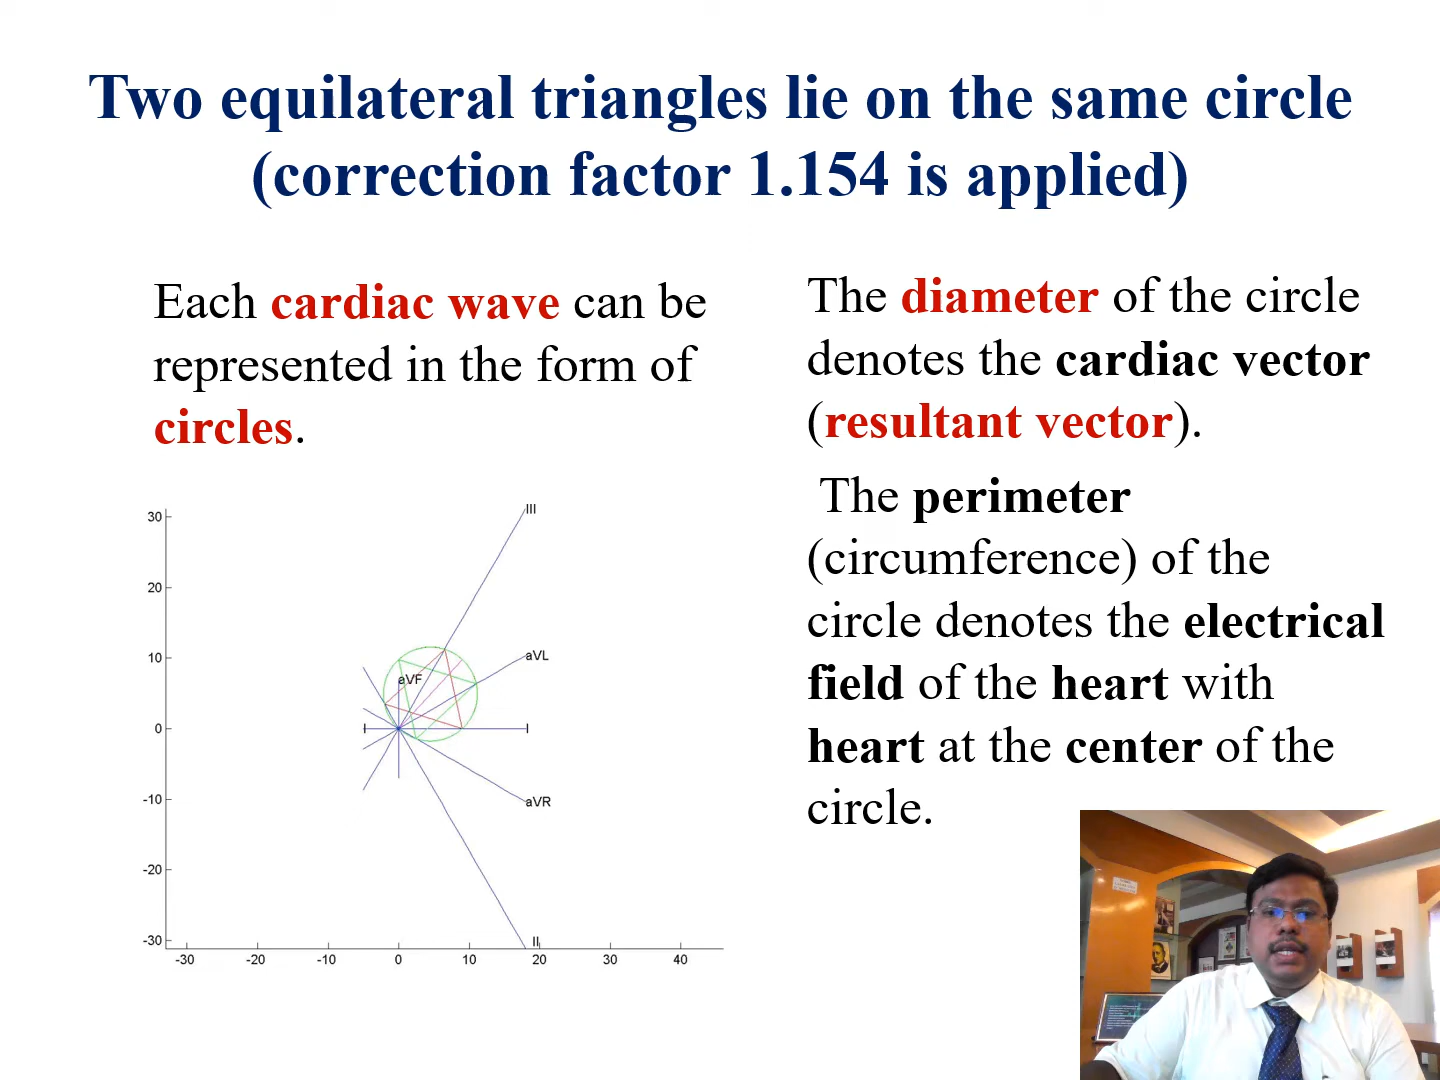 Two equilateral triangles lie on the same circle
(correction factor 1.154 is applied)
Each cardiac wave can be
represented in the form of
circles.
The diameter of the circle
denotes the cardiac vector
(resultant vector).
The perimeter
(circumference) of the
circle denotes the electrical
field of the heart with
heart at the center of the
circle.
30
20
10
0
-10
-20
-30
-30 -20 -10 0 10 20 30 40
III
aVL
aVF
I I
aVR
II